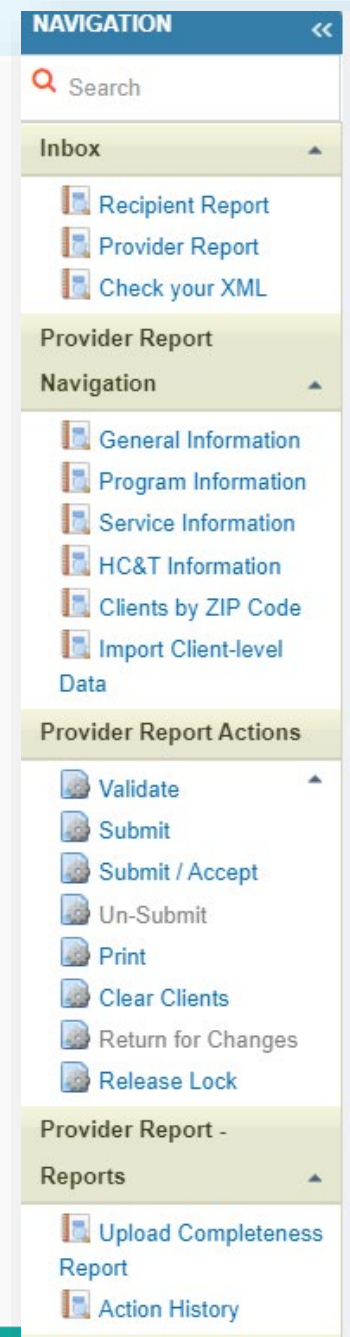 NAVIGATION «
Search
Inbox
Recipient Report
Provider Report
Check your XML
Provider Report
Navigation
General Information
Program Information
Service Information
HC&T Information
Clients by ZIP Code
Import Client-level
Data
Provider Report Actions
Validate
Submit
Submit / Accept
Un-Submit
Print
Clear Clients
Return for Changes
Release Lock
Provider Report -
Reports
Upload Completeness
Report
Action History